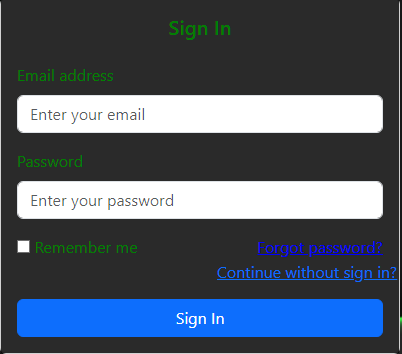 Sign In
Email address
Enter your email
Password
Enter your password
Remember me Forgot password?
Continue without sign in?
Sign In